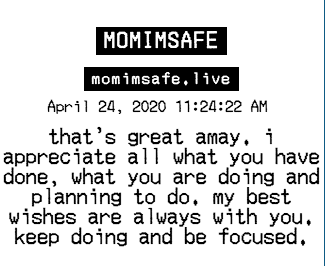 MOMIMSAFE
momimsafe.live
April 24, 2020 11:24:22 AM
that's great amay. i
appreciate all what you have
done, what you are doing and
planning to do. my best
wishes are always with you.
keep doing and be focused.